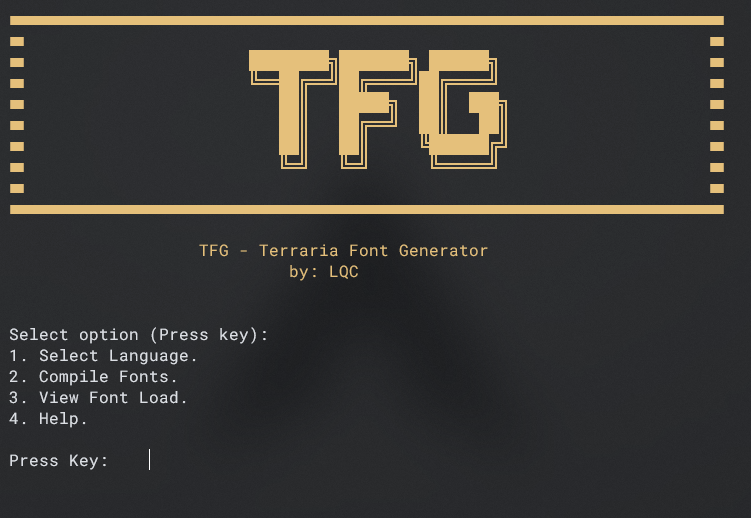 TFG
TFG - Terraria Font Generator
by: LQC
Select option (Press key):
1. Select Language.
2. Compile Fonts.
3. View Font Load.
4. Help.
Press Key: